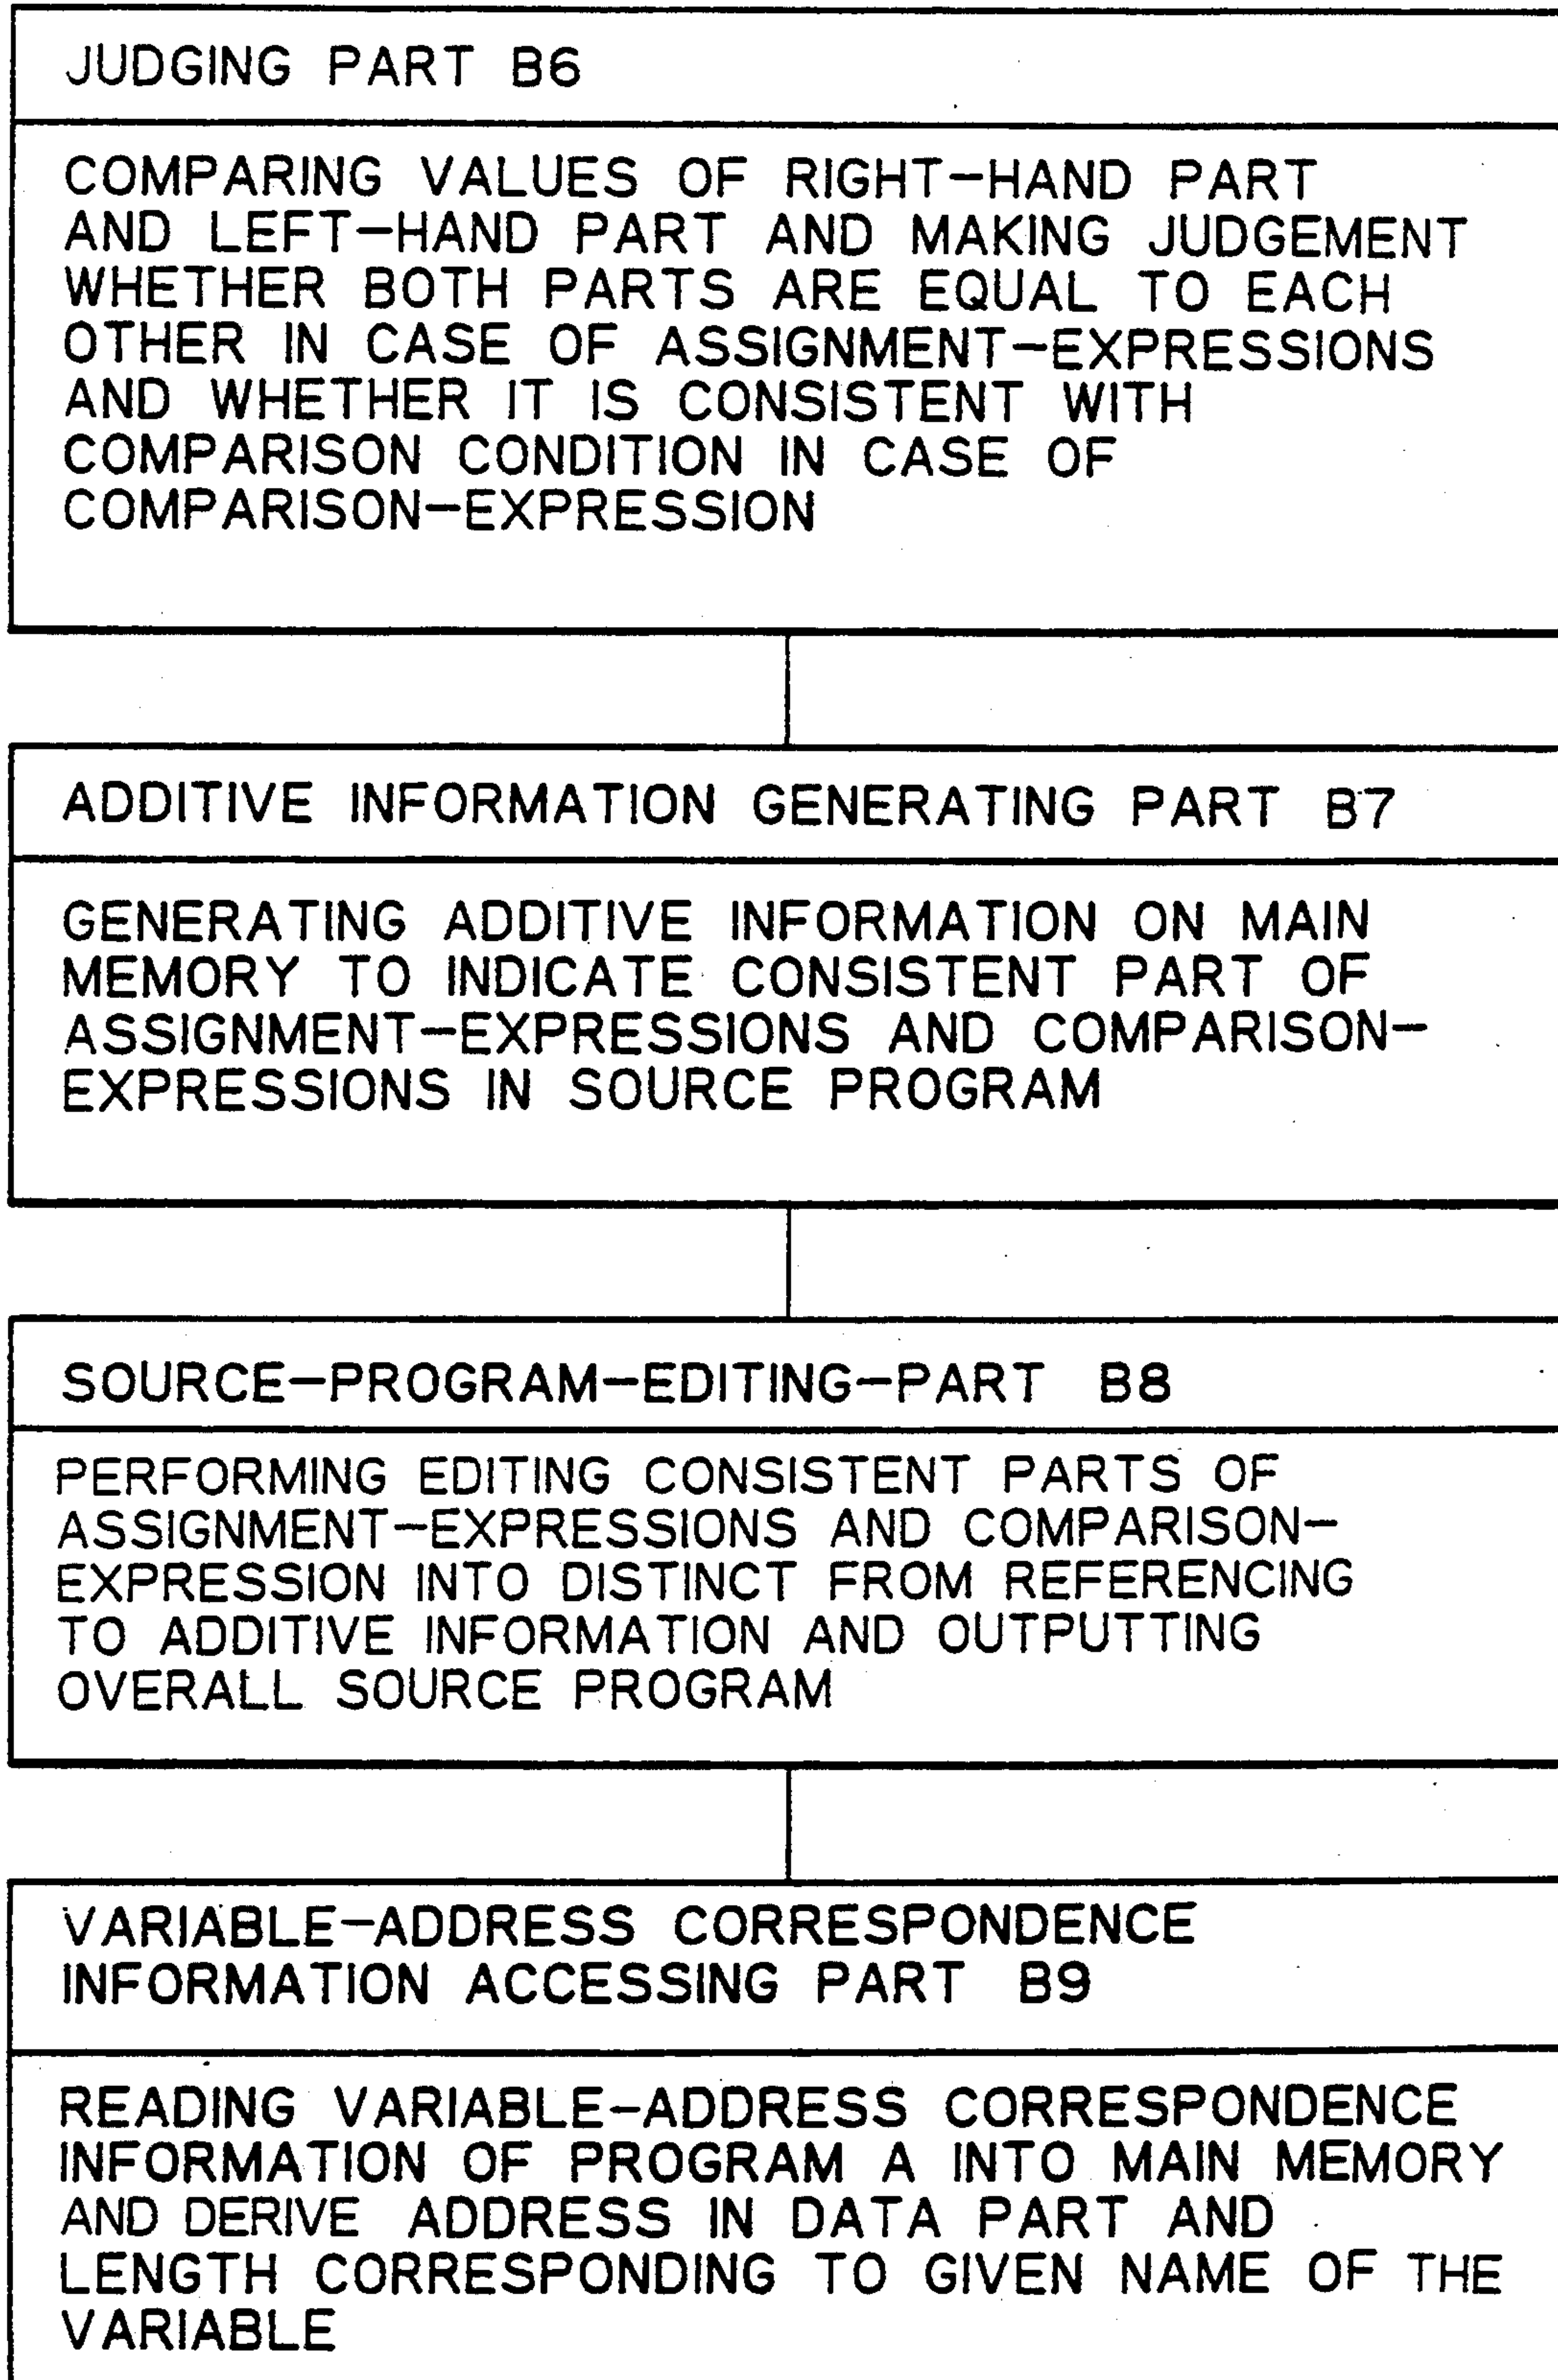 JUDGING PART B6
COMPARING VALUES OF RIGHT-HAND PART
AND LEFT-HAND PART AND MAKING JUDGEMENT
WHETHER BOTH PARTS ARE EQUAL TO EACH
OTHER IN CASE OF ASSIGNMENT-EXPRESSIONS
AND WHETHER IT IS CONSISTENT WITH
COMPARISON CONDITION IN CASE OF
COMPARISON-EXPRESSION
ADDITIVE INFORMATION GENERATING PART B7
GENERATING ADDITIVE INFORMATION ON MAIN
MEMORY TO INDICATE CONSISTENT PART OF
ASSIGNMENT-EXPRESSIONS AND COMPARISON-
EXPRESSIONS IN SOURCE PROGRAM
SOURCE-PROGRAM-EDITING-PART B8
PERFORMING EDITING CONSISTENT PARTS OF
ASSIGNMENT-EXPRESSIONS AND COMPARISON-
EXPRESSION INTO DISTINCT FROM REFERENCING
TO ADDITIVE INFORMATION AND OUTPUTTING
OVERALL SOURCE PROGRAM
VARIABLE-ADDRESS CORRESPONDENCE
INFORMATION ACCESSING PART B9
READING VARIABLE-ADDRESS CORRESPONDENCE
INFORMATION OF PROGRAM A INTO MAIN MEMORY
AND DERIVE ADDRESS IN DATA PART AND
LENGTH CORRESPONDING TO GIVEN NAME OF THE
VARIABLE